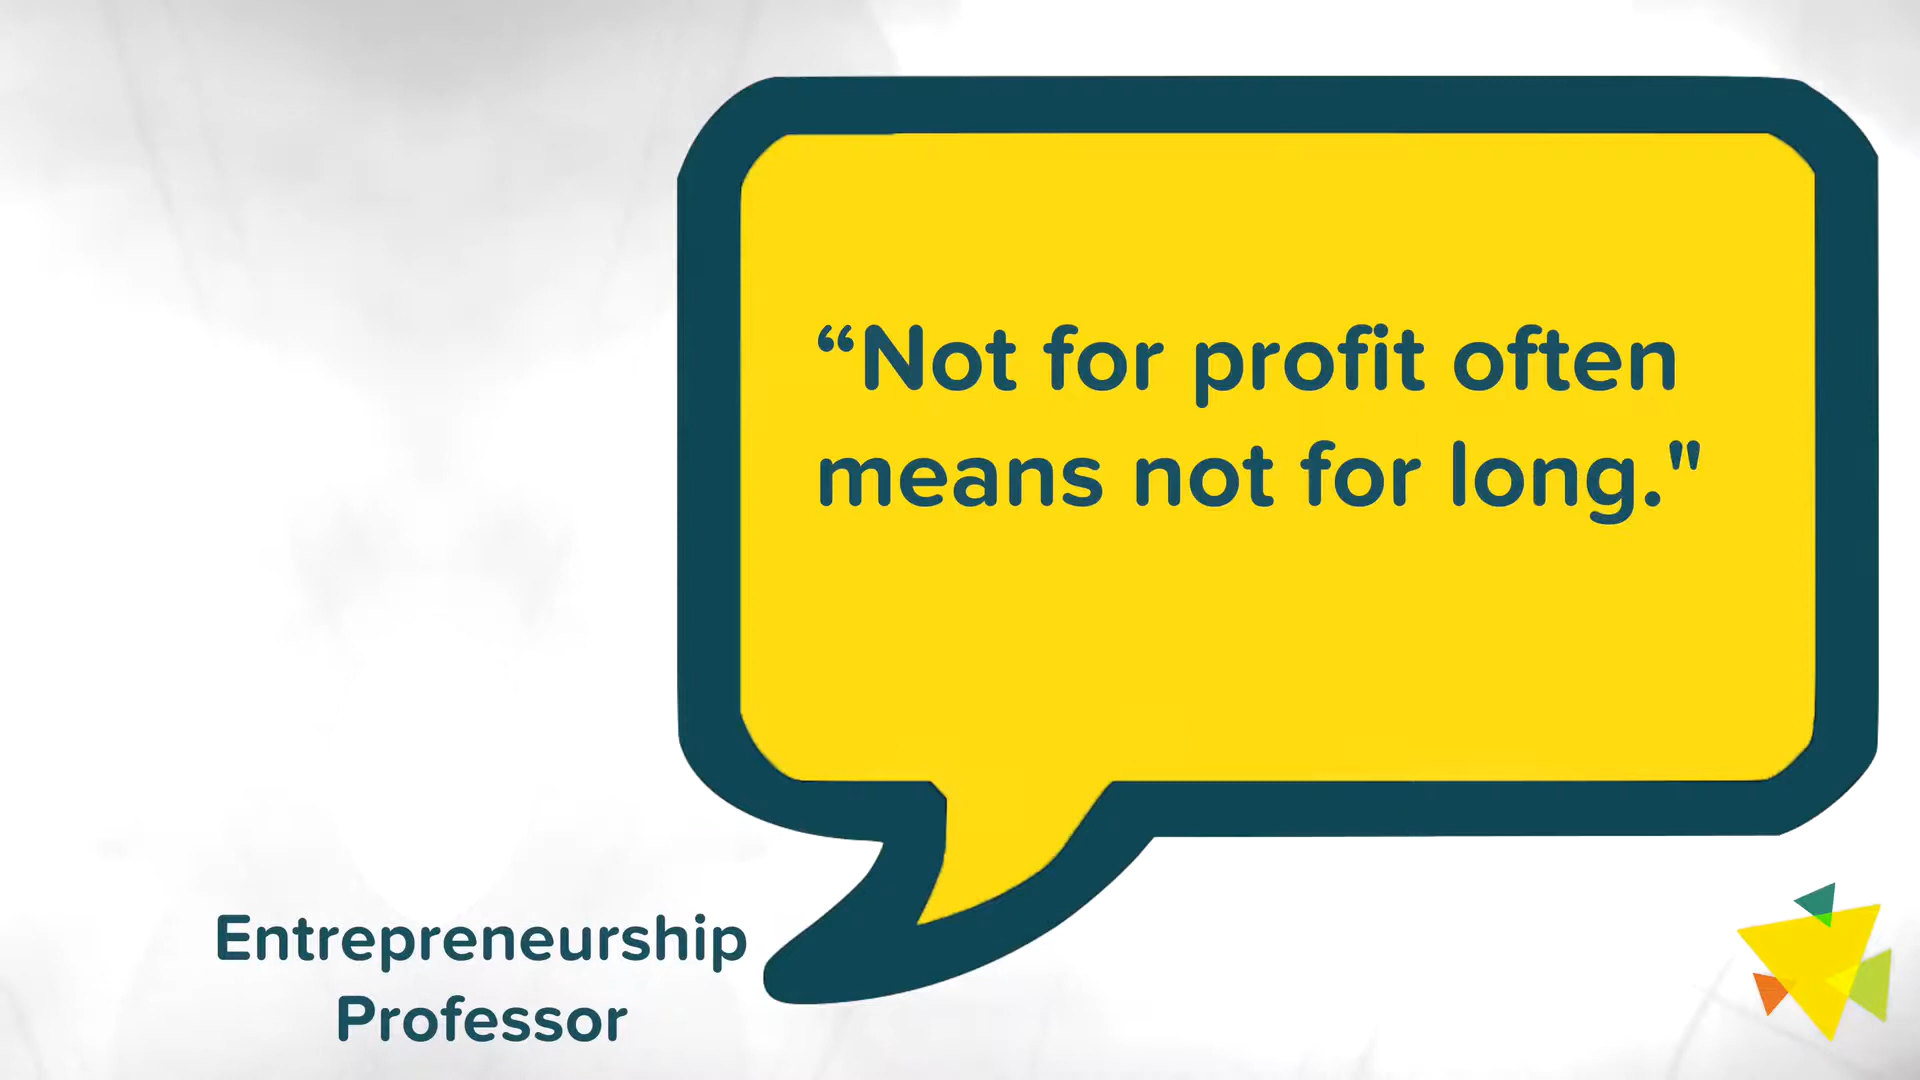 “Not for profit often
means not for long."
Entrepreneurship
Professor